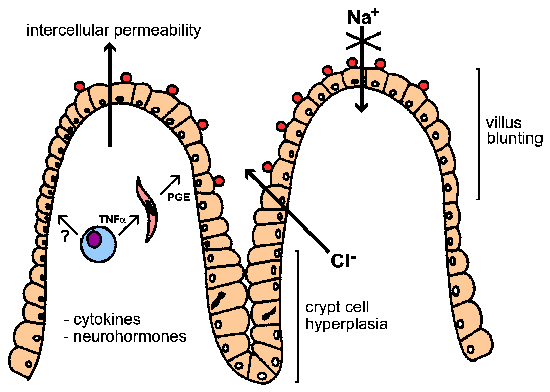 Na+
intercellular permeability
villus
blunting
TNFα
PGE
?
Cl-
crypt cell
hyperplasia
- cytokines
- neurohormones